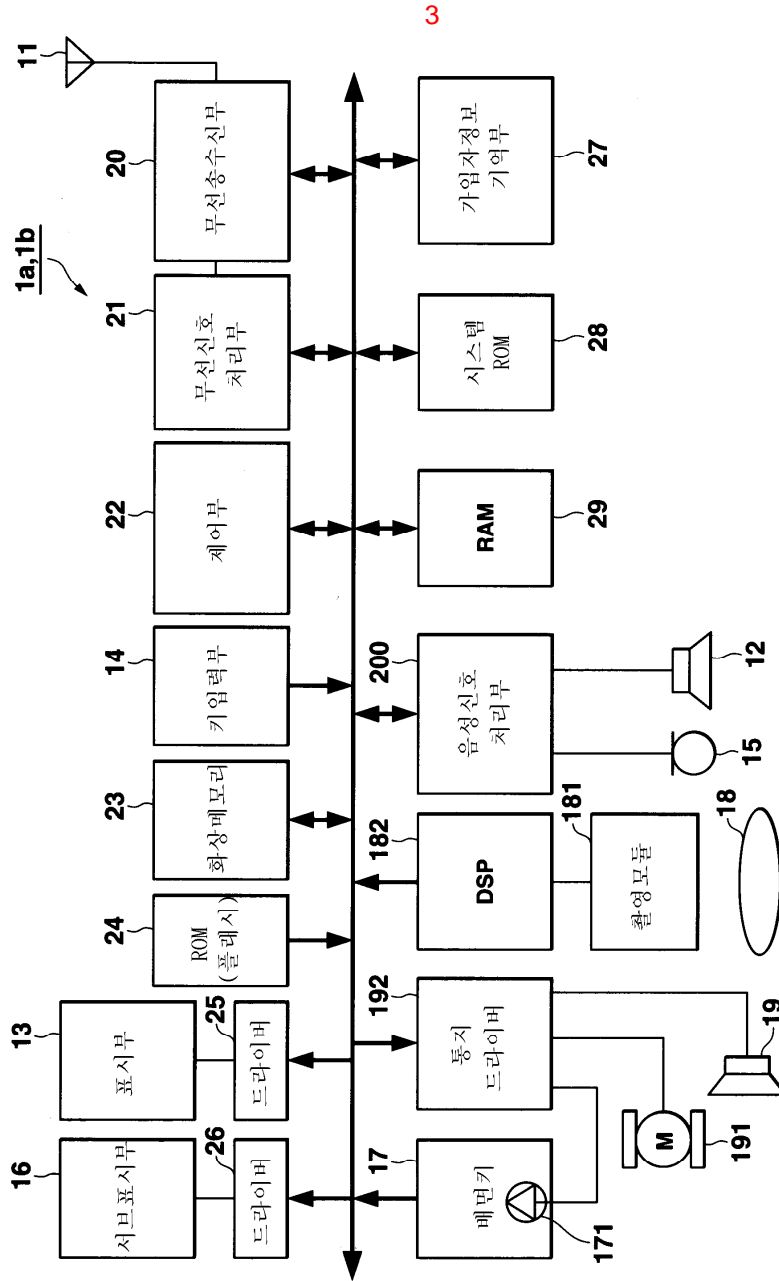 3
1a,1b
11
16
서브표시부
26
드라이버
13
표시부
25
드라이버
24
ROM
(플래시)
23
화상메모리
14
키입력부
22
제어부
21
무선신호
처리부
20
무선송수신부
17
배면키
171
192
통지
드라이버
M
191
19
182
DSP
181
촬영모듈
18
200
음성신호
처리부
15
12
RAM
29
시스템
ROM
28
가입자정보
기억부
27